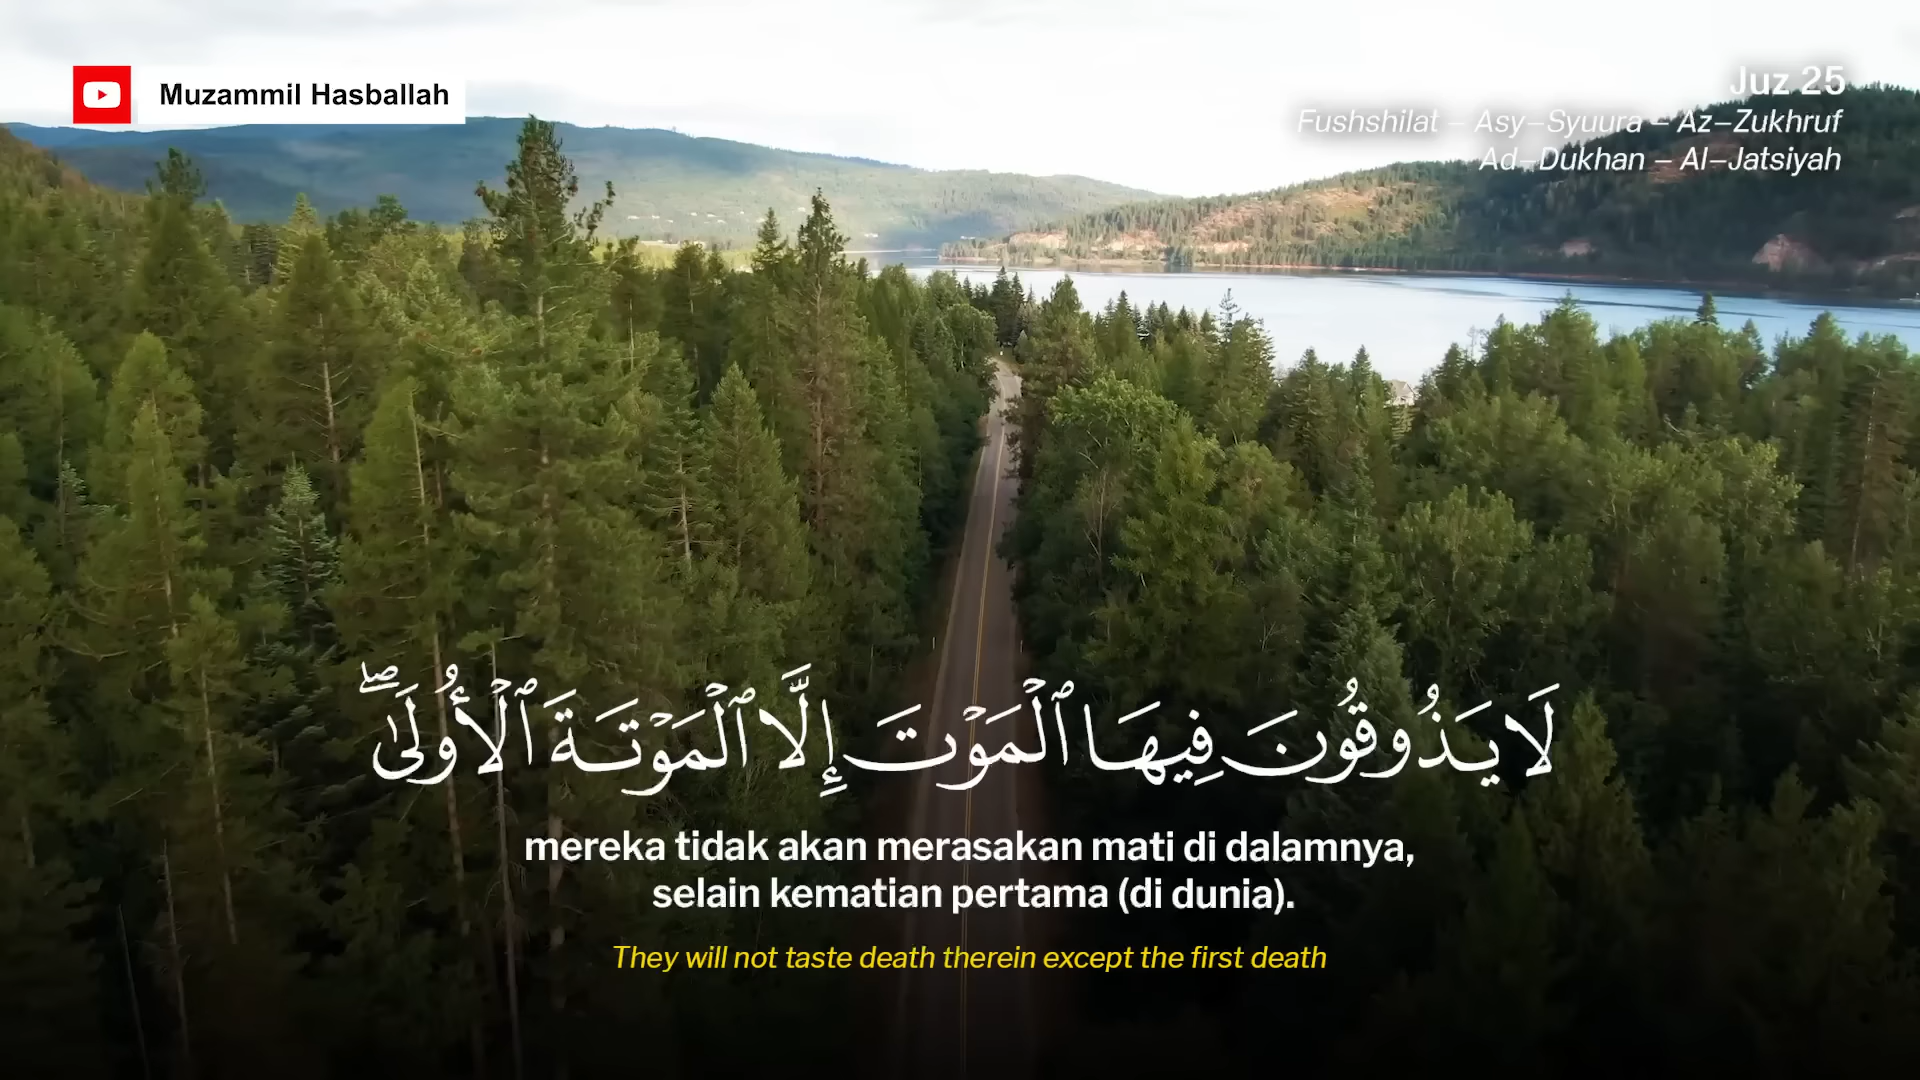 Muzammil Hasballah
Juz 25
Fushshilat – Asy–Syuura – Az–Zukhruf
Ad–Dukhan – Al–Jatsiyah
لَا يَذُوقُونَ فِيهَا ٱلْمَوْتَ إِلَّا ٱلْمَوْتَةَ ٱلْأُولَىٰ ۖ
mereka tidak akan merasakan mati di dalamnya,
selain kematian pertama (di dunia).
They will not taste death therein except the first death